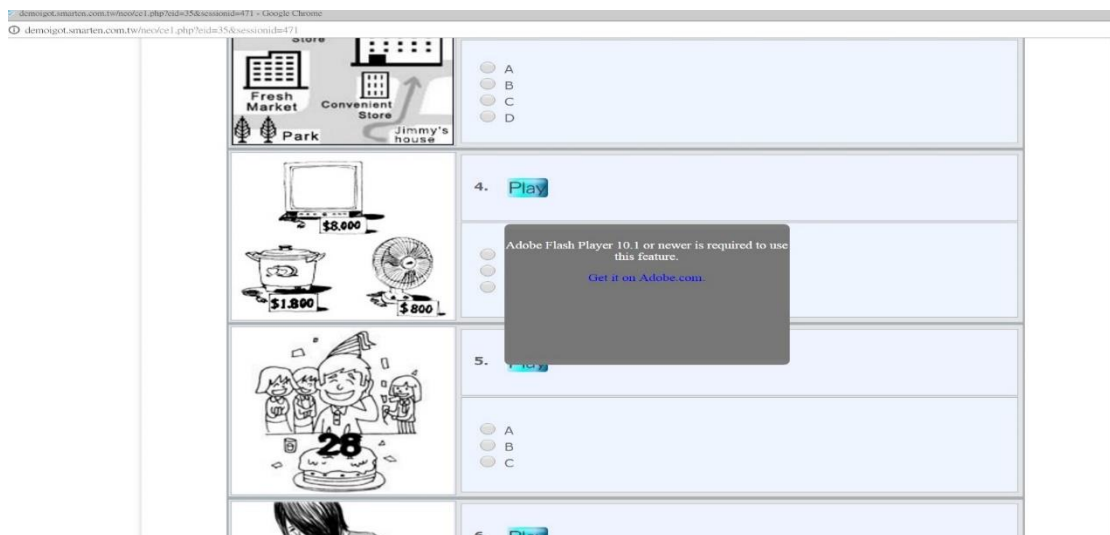 demoigot.smarten.com.tw/neo/ce1.php?eid=35&sessionid=471 - Google Chrome
demoigot.smarten.com.tw/neo/ce1.php?eid=35&sessionid=471
Store
Fresh
Market
Convenient
Store
Park
Jimmy's
house
A
B
C
D
4. Play
$8,000
$1.800
$800
Adobe Flash Player 10.1 or newer is required to use
this feature.
Get it on Adobe.com.
5. Play
28
A
B
C
6. Play